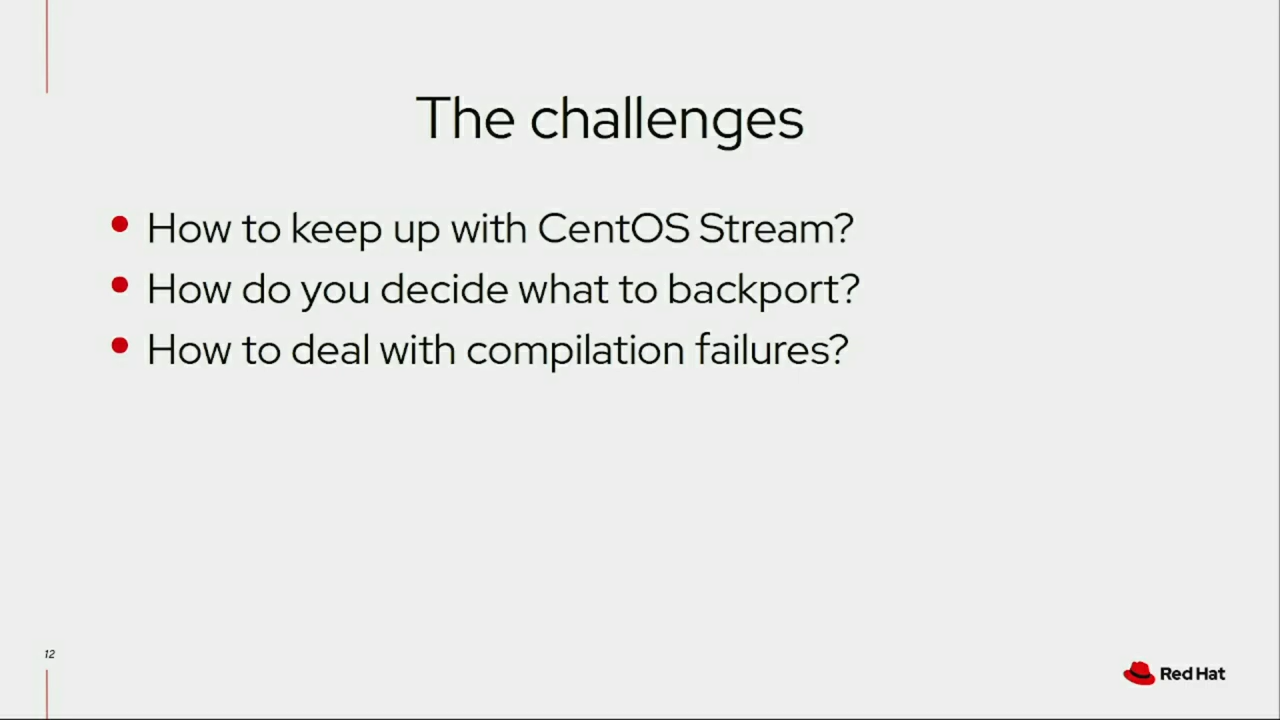 The challenges
How to keep up with CentOS Stream?
How do you decide what to backport?
How to deal with compilation failures?
12
Red Hat